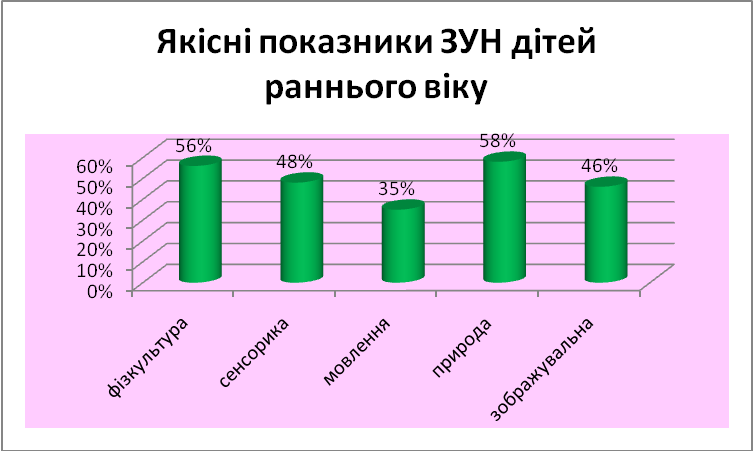 Якісні показники ЗУН дітей
раннього віку
56%
48%
35%
58%
46%
60%
50%
40%
30%
20%
10%
0%
фізкультура
сенсорика
мовлення
природа
зображувальна